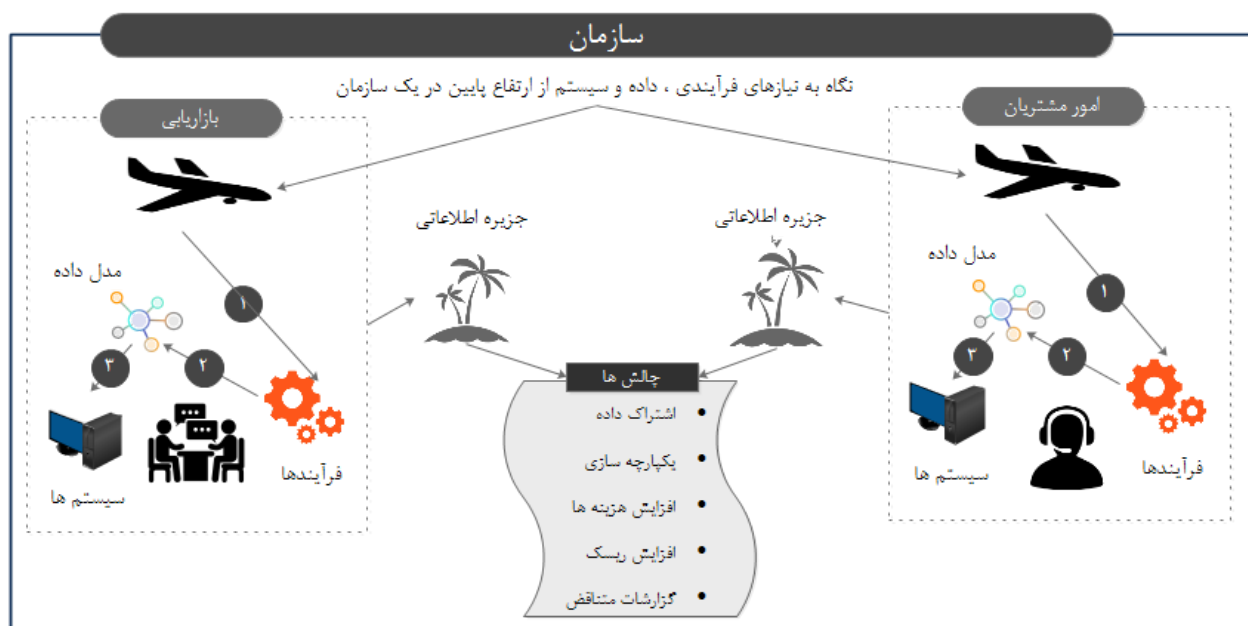 سازمان
نگاه به نیازهای فرآیندی ، داده و سیستم از ارتفاع پایین در یک سازمان
امور مشتریان
بازاریابی
جزیره اطلاعاتی
جزیره اطلاعاتی
مدل داده
۱
۲
۳
فرآیندها
سیستم ها
مدل داده
۱
۲
۳
فرآیندها
سیستم ها
چالش ها
• اشتراک داده
• یکپارچه سازی
• افزایش هزینه ها
• افزایش ریسک
• گزارشات متناقض